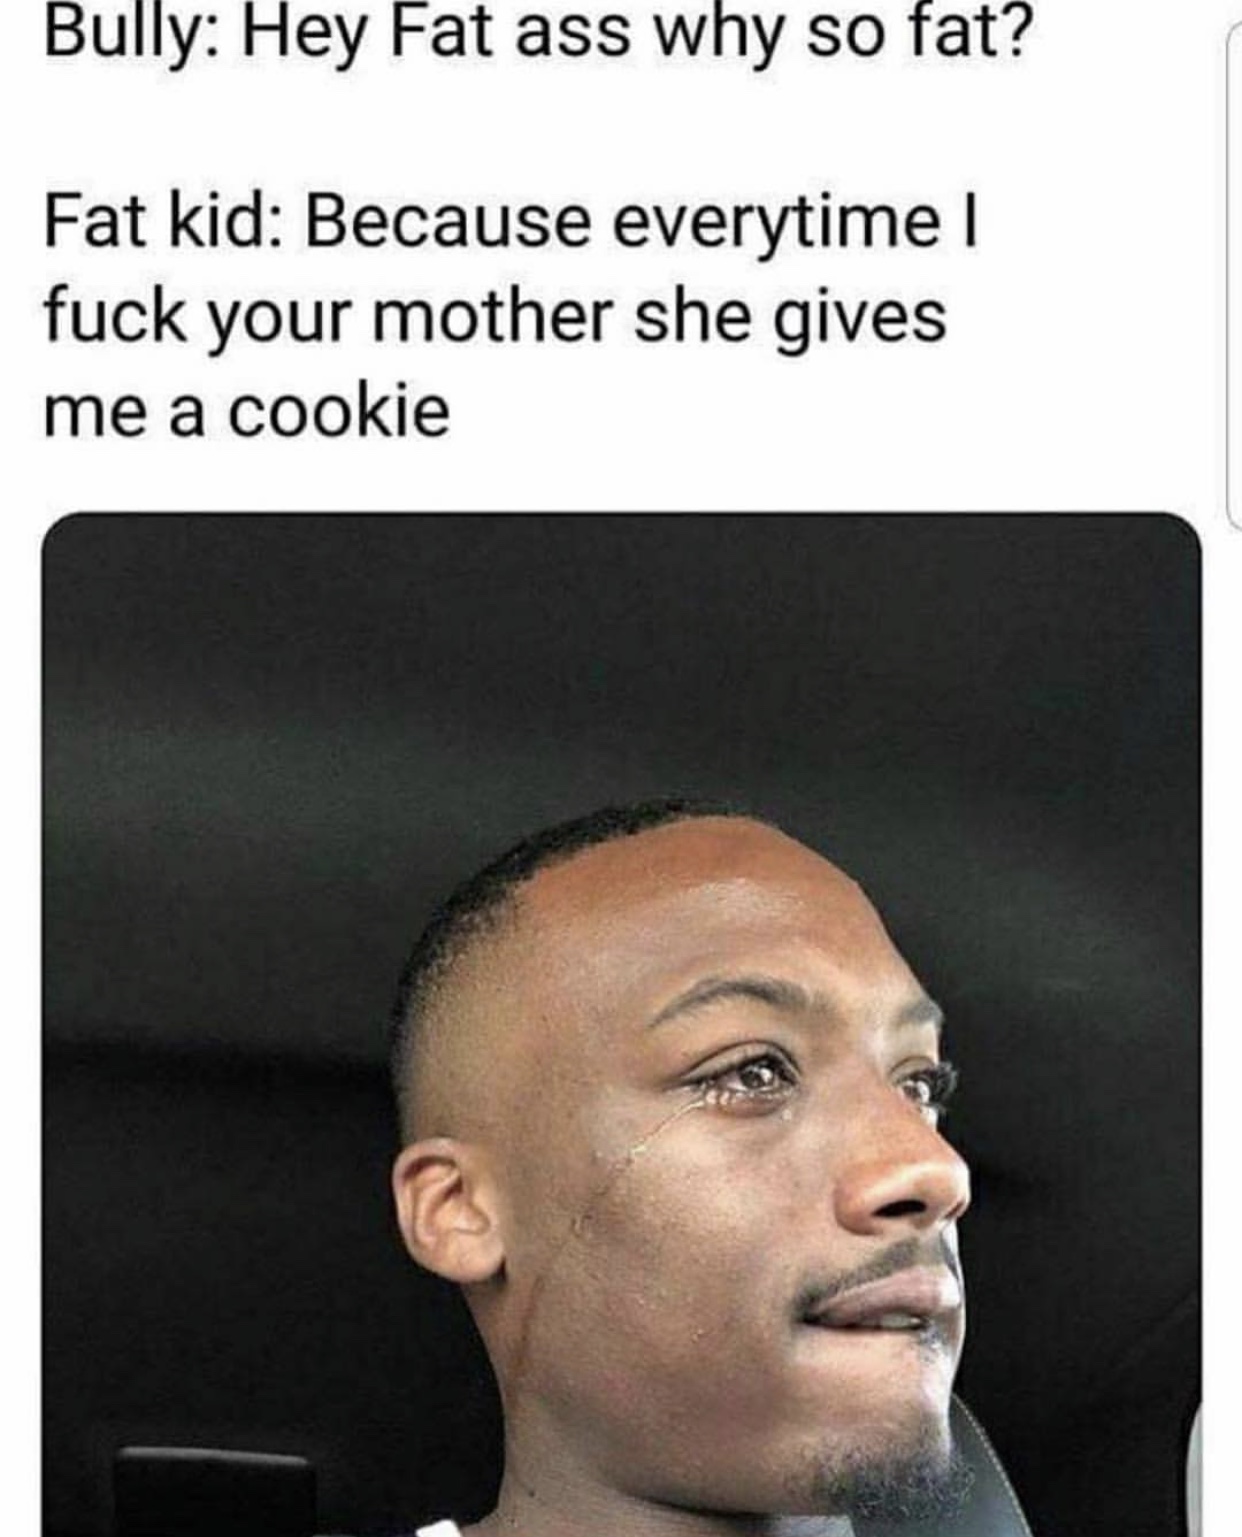 Bully: Hey Fat ass why so fat?
Fat kid: Because everytime I
fuck your mother she gives
me a cookie